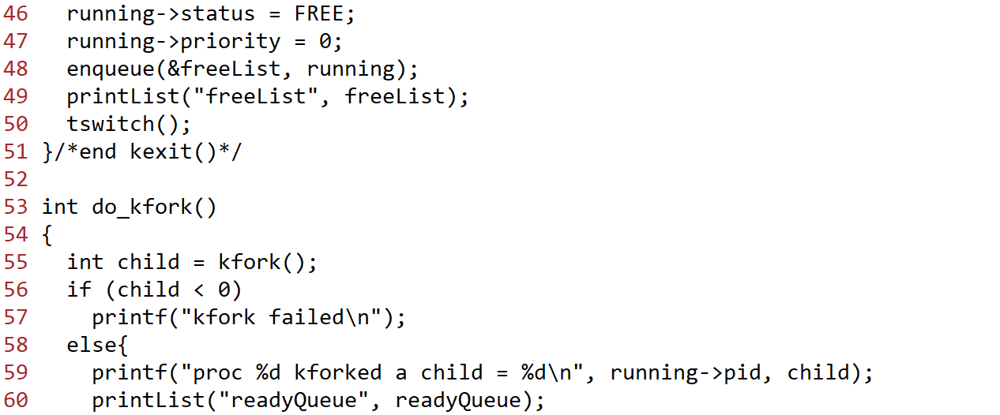 46   running->status = FREE;
47   running->priority = 0;
48   enqueue(&freeList, running);
49   printList("freeList", freeList);
50   tswitch();
51 }/*end kexit()*/
52
53 int do_kfork()
54 {
55   int child = kfork();
56   if (child < 0)
57     printf("kfork failed\n");
58   else{
59     printf("proc %d kforked a child = %d\n", running->pid, child);
60     printList("readyQueue", readyQueue);